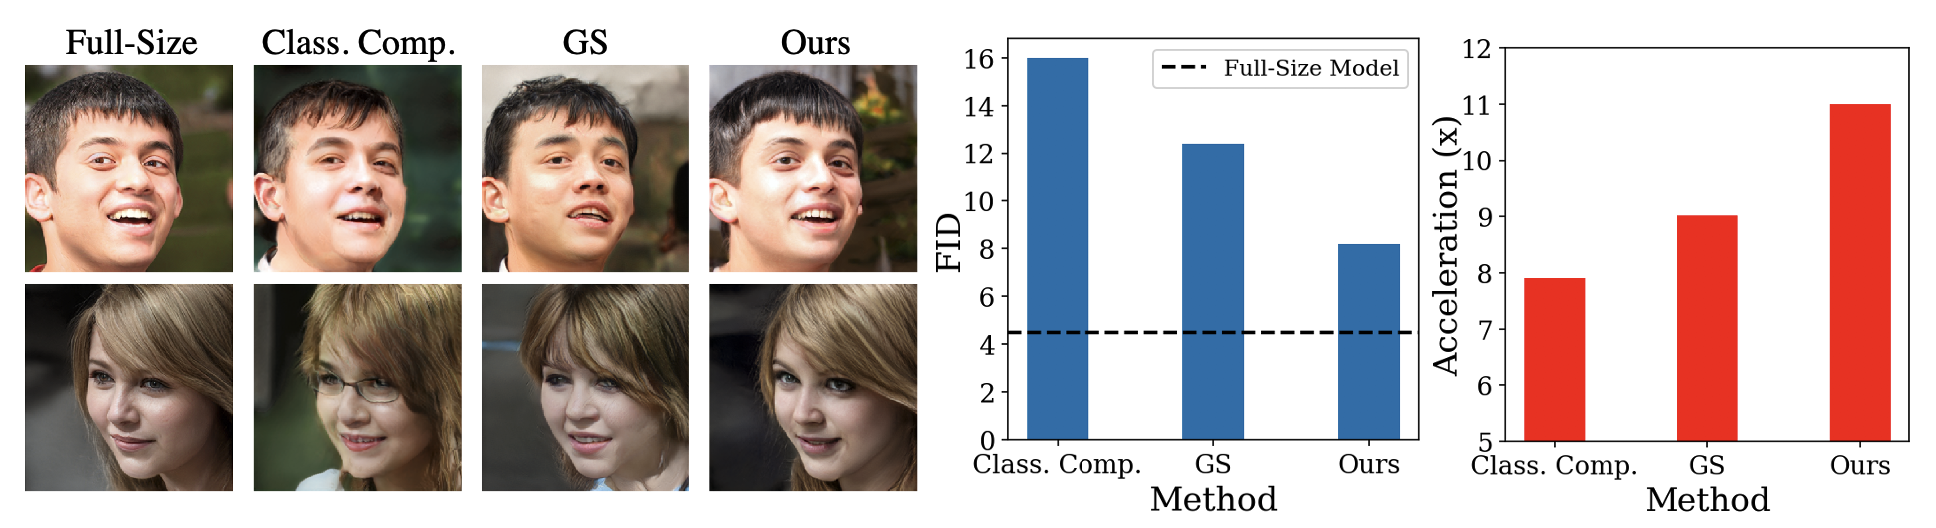 Full-Size Class. Comp. GS Ours
FID
16
14
12
10
8
6
4
2
0
Full-Size Model
Class. Comp. GS Ours
Method
Acceleration (x)
12
11
10
9
8
7
6
5
Class. Comp. GS Ours
Method